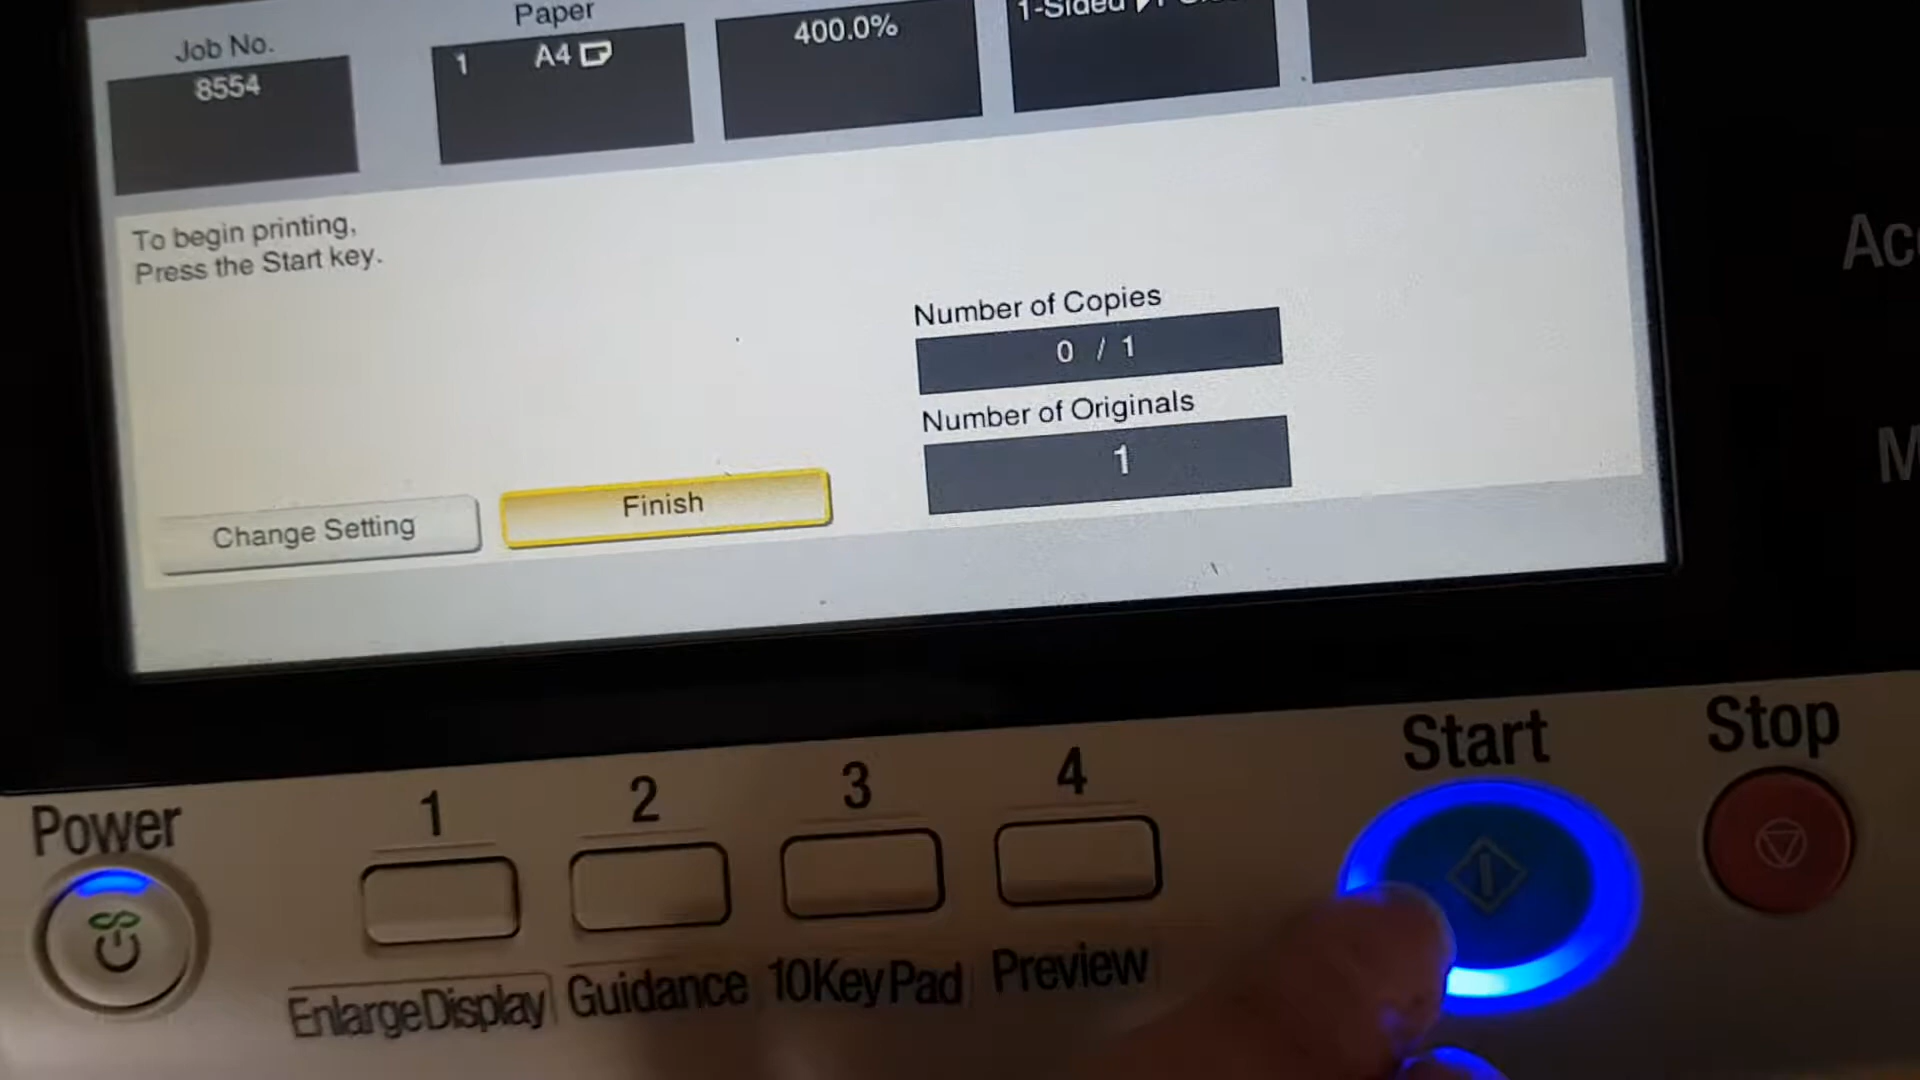 Job No.
8554
Paper
1 A4
400.0%
1-Sided
To begin printing,
Press the Start key.
Number of Copies
0 / 1
Number of Originals
1
Change Setting
Finish
Power
1
2
3
4
Start
Stop
EnlargeDisplay
Guidance
10KeyPad
Preview